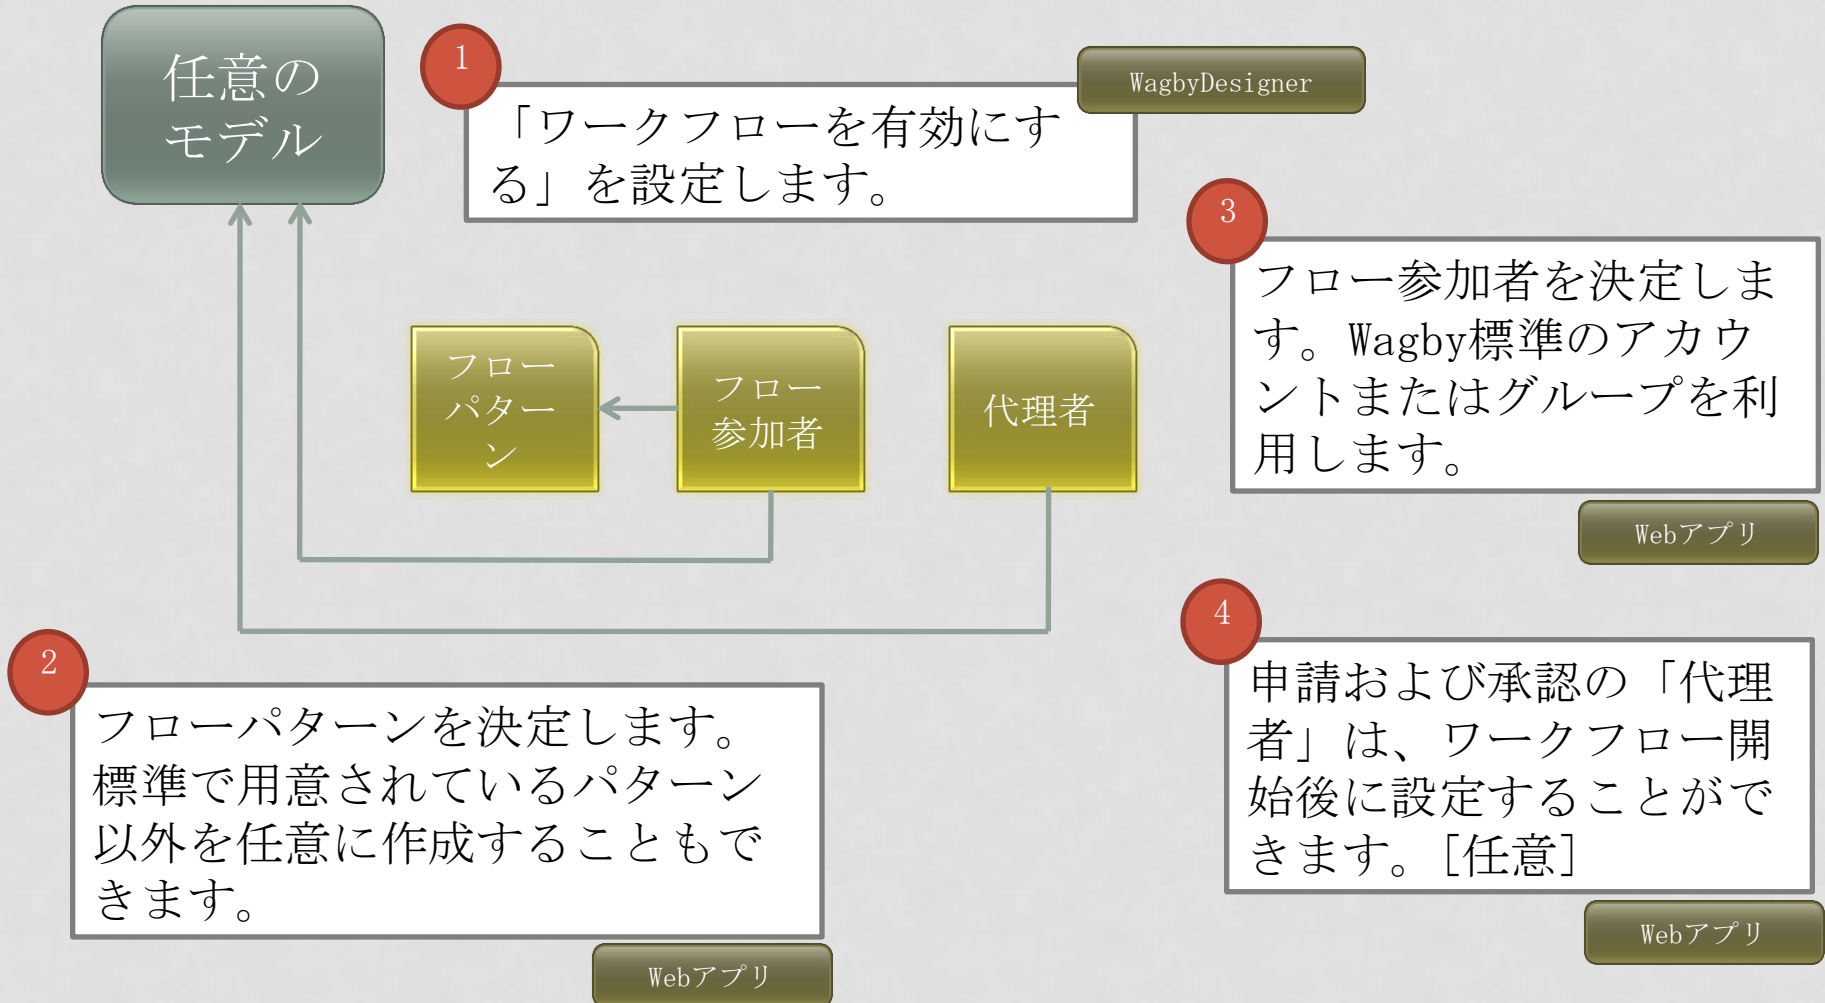 任意の
モデル
1
WagbyDesigner
「ワークフローを有効にす
る」を設定します。
3
フロー参加者を決定しま
す。Wagby標準のアカウ
ントまたはグループを利
用します。
Webアプリ
フロー
パター
ン
フロー
参加者
代理者
2
フローパターンを決定します。
標準で用意されているパターン
以外を任意に作成することもで
きます。
Webアプリ
4
申請および承認の「代理
者」は、ワークフロー開
始後に設定することがで
きます。[任意]
Webアプリ